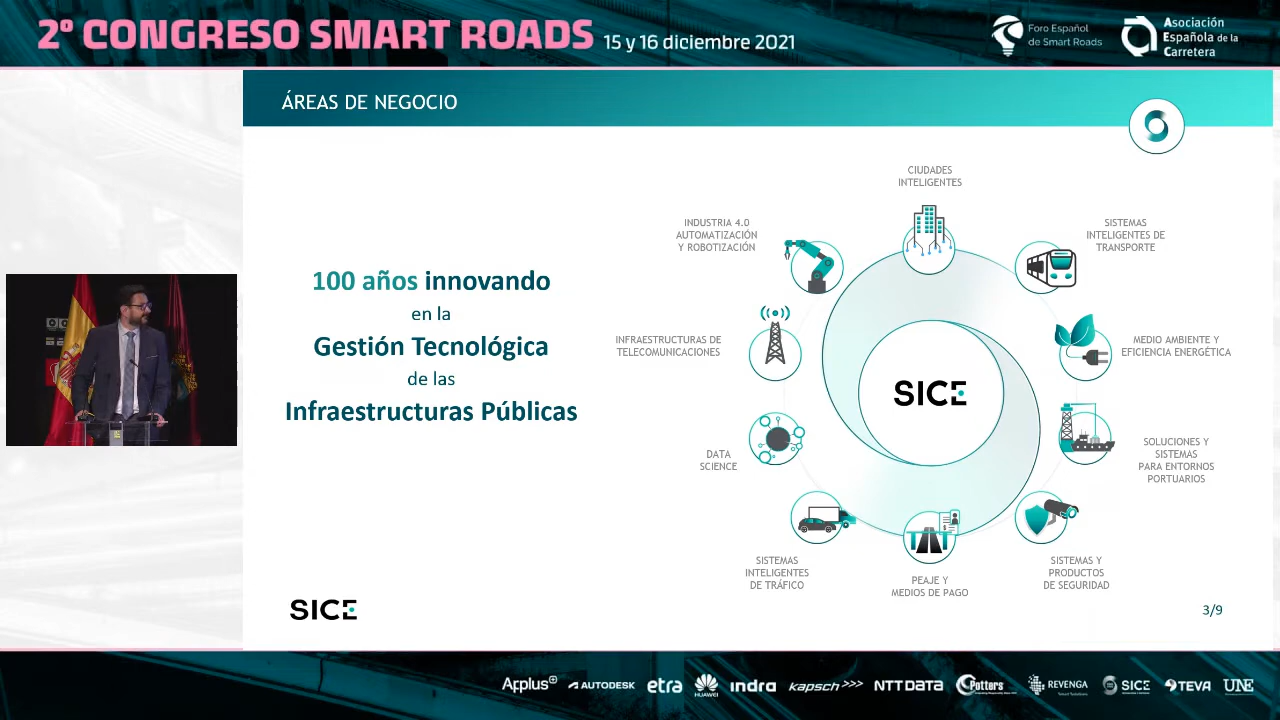 2º CONGRESO SMART ROADS 15 y 16 diciembre 2021
Foro Español
de Smart Roads
Asociación
Española de la
Carretera
ÁREAS DE NEGOCIO
100 años innovando
en la
Gestión Tecnológica
de las
Infraestructuras Públicas
CIUDADES
INTELIGENTES
SISTEMAS
INTELIGENTES DE
TRANSPORTE
MEDIO AMBIENTE Y
EFICIENCIA ENERGÉTICA
SOLUCIONES Y
SISTEMAS
PARA ENTORNOS
PORTUARIOS
SISTEMAS Y
PRODUCTOS
DE SEGURIDAD
PEAJE Y
MEDIOS DE PAGO
SISTEMAS
INTELIGENTES
DE TRÁFICO
DATA
SCIENCE
INFRAESTRUCTURAS DE
TELECOMUNICACIONES
INDUSTRIA 4.0
AUTOMATIZACIÓN
Y ROBOTIZACIÓN
SICE
SICE
3/9
Applus+
AUTODESK
etra
HUAWEI
indra
kapsch >>>
NTT DATA
Potters
REVENGA
SICE
TEVA
UNE